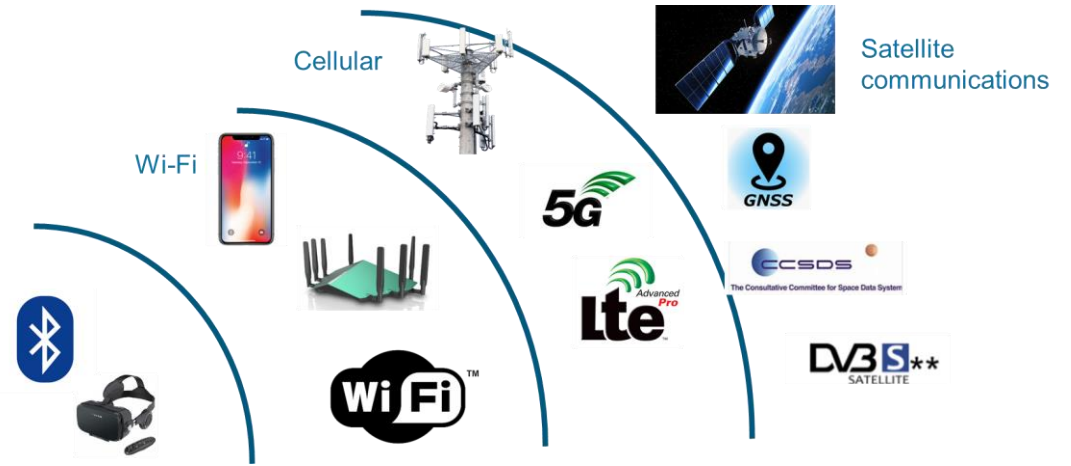 Cellular
Satellite
communications
Wi-Fi
9:41
5G
GNSS
CCSDS
The Consultative Committee for Space Data System
Advanced
Pro
Lte
DVB S**
SATELLITE
Wi Fi TM